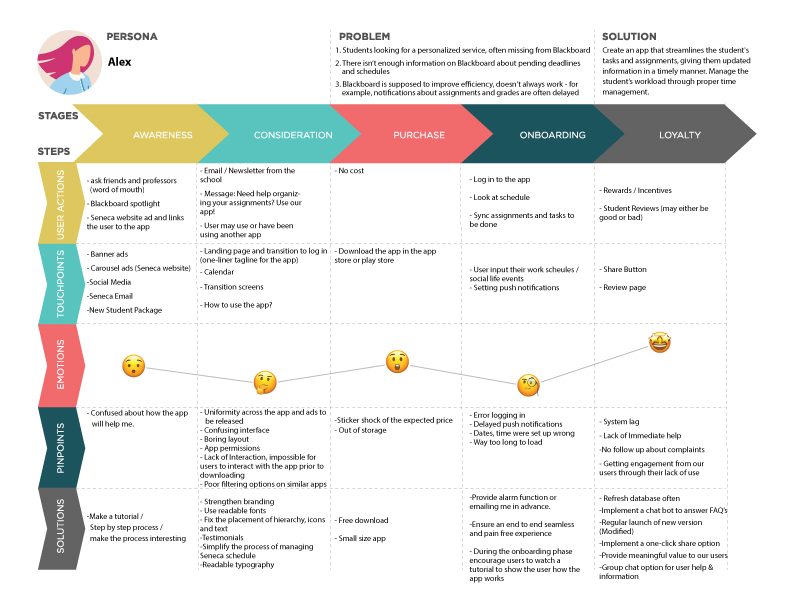 PERSONA
Alex
PROBLEM
1. Students looking for a personalized service, often missing from Blackboard
2. There isn't enough information on Blackboard about pending deadlines
and schedules
3. Blackboard is supposed to improve efficiency, doesn't always work - for
example, notifications about assignments and grades are often delayed
SOLUTION
Create an app that streamlines the student's
tasks and assignments, giving them updated
information in a timely manner. Manage the
student's workload through proper time
management.
STAGES
AWARENESS
CONSIDERATION
PURCHASE
ONBOARDING
LOYALTY
STEPS
USER ACTIONS
- ask friends and professors
(word of mouth)
- Blackboard spotlight
- Seneca website ad and links
the user to the app
- Email / Newsletter from the
school
- Message: Need help organiz-
ing your assignments? Use our
app!
- User may use or have been
using another app
- No cost
- Log in to the app
- Look at schedule
- Sync assignments and tasks to
be done
- Rewards / Incentives
- Student Reviews (may either be
good or bad)
TOUCHPOINTS
- Banner ads
- Carousel ads (Seneca website)
- Social Media
-Seneca Email
-New Student Package
- Landing page and transition to log in
(one-liner tagline for the app)
- Calendar
- Transition screens
- How to use the app?
- Download the app in the app
store or play store
- User input their work scheules /
social life events
- Setting push notifications
- Share Button
- Review page
EMOTIONS
PINPOINTS
- Confused about how the app
will help me.
- Uniformity across the app and ads to
be released
- Confusing interface
- Boring layout
- App permissions
- Lack of Interaction, impossible for
users to interact with the app prior to
downloading
- Poor filtering options on similar apps
-Sticker shock of the expected price
- Out of storage
- Error logging in
- Delayed push notifications
- Dates, time were set up wrong
- Way too long to load
- System lag
- Lack of Immediate help
-No follow up about complaints
- Getting engagement from our
users through their lack of use
SOLUTIONS
-Make a tutorial /
Step by step process /
make the process interesting
- Strengthen branding
- Use readable fonts
- Fix the placement of hierarchy, icons
and text
-Testimonials
-Simplify the process of managing
Seneca schedule
-Readable typography
- Free download
- Small size app
-Provide alarm function or
emailing me in advance.
-Ensure an end to end seamless
and pain free experience
- During the onboarding phase
encourage users to watch a
tutorial to show the user how the
app works
- Refresh database often
-Implement a chat bot to answer FAQ's
-Regular launch of new version
(Modified)
-Implement a one-click share option
-Provide meaningful value to our users
-Group chat option for user help &
information